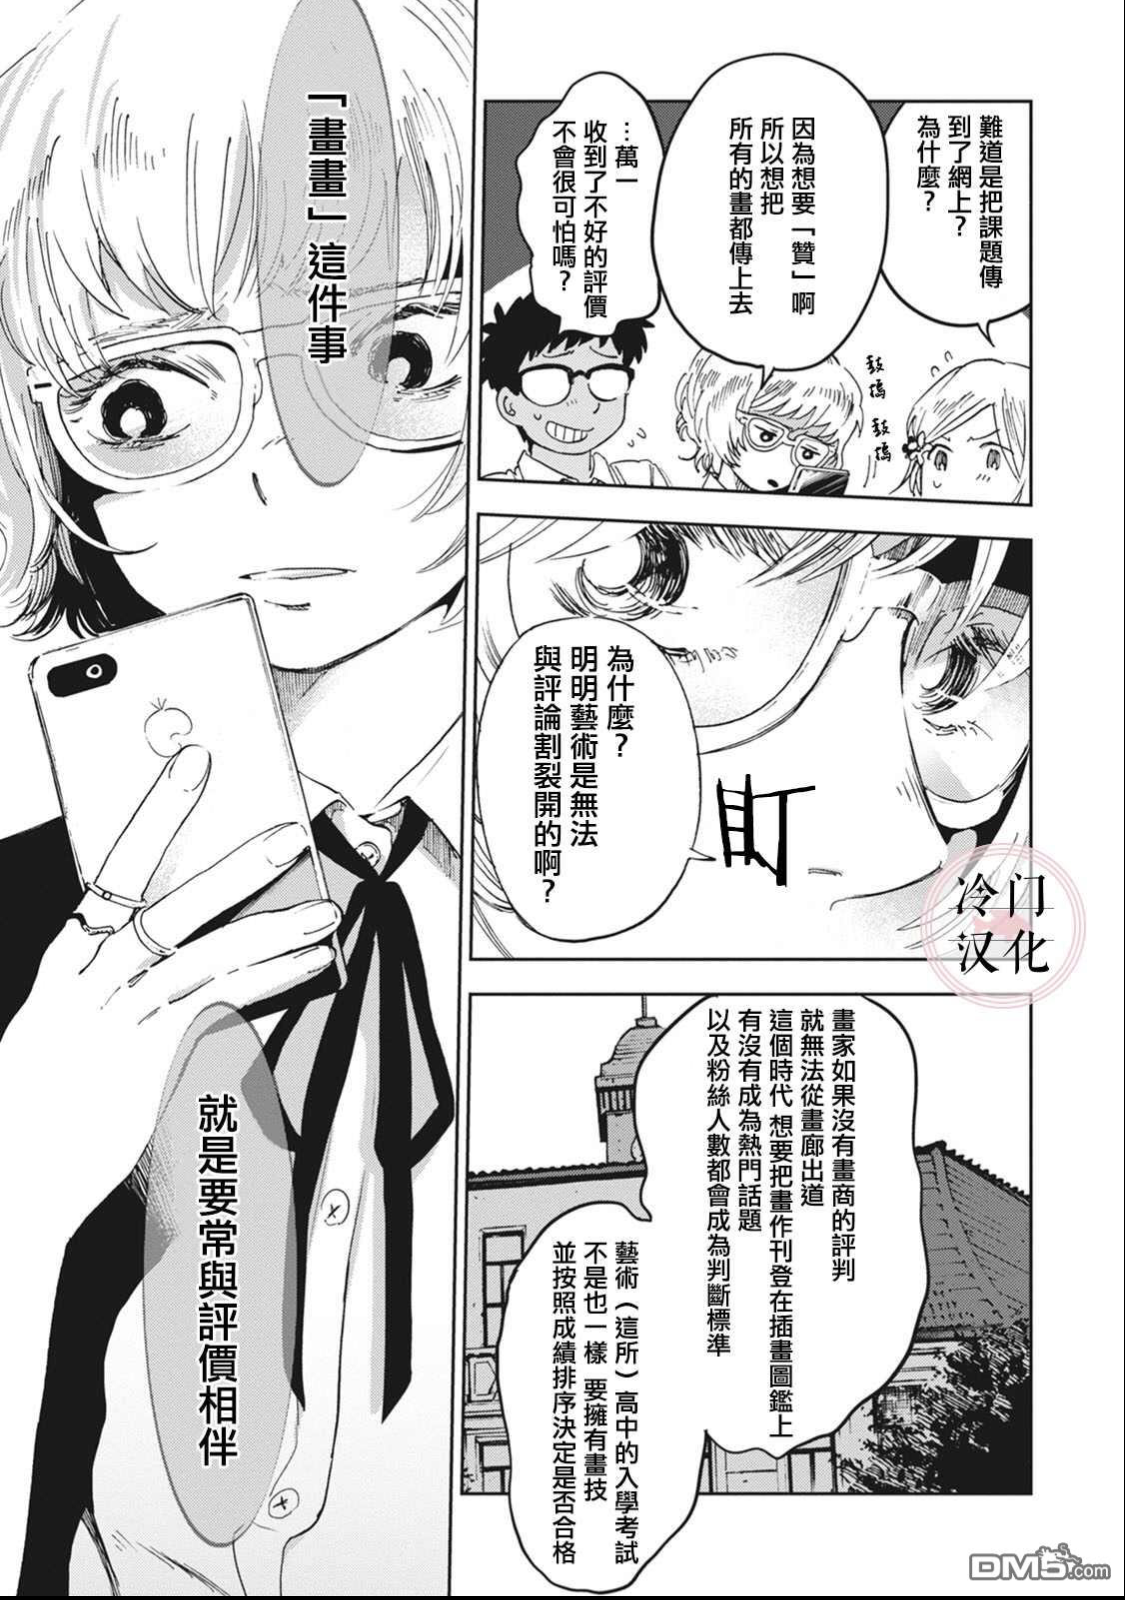 難道是把課題傳
到了網上？
為什麼？
因為想要「贊」啊
所以想把
所有的畫都傳上去
…萬一
收到了不好的評價
不會很可怕嗎？
鼓搗
鼓搗
為什麼？
明明藝術是無法
與評論割裂開的啊？
盯
畫家如果沒有畫商的評判
就無法從畫廊出道
這個時代 想要把畫作刊登在插畫圖鑑上
有沒有成為熱門話題
以及粉絲人數都會成為判斷標準
藝術（這所）高中的入學考試
不是也一樣 要擁有畫技
並按照成績排序決定是否合格
「畫畫」這件事
就是要常與評價相伴
冷门
汉化
DM5.com